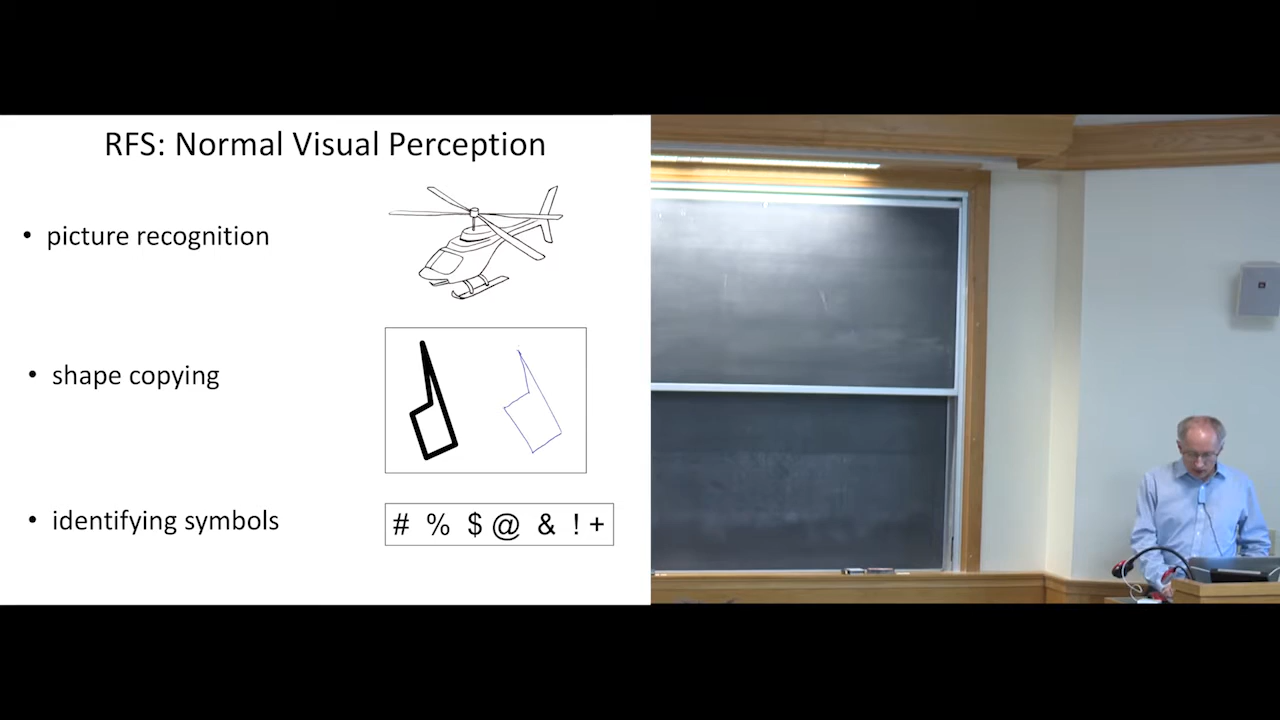 RFS: Normal Visual Perception
• picture recognition
• shape copying
• identifying symbols
# % $ @ & ! +